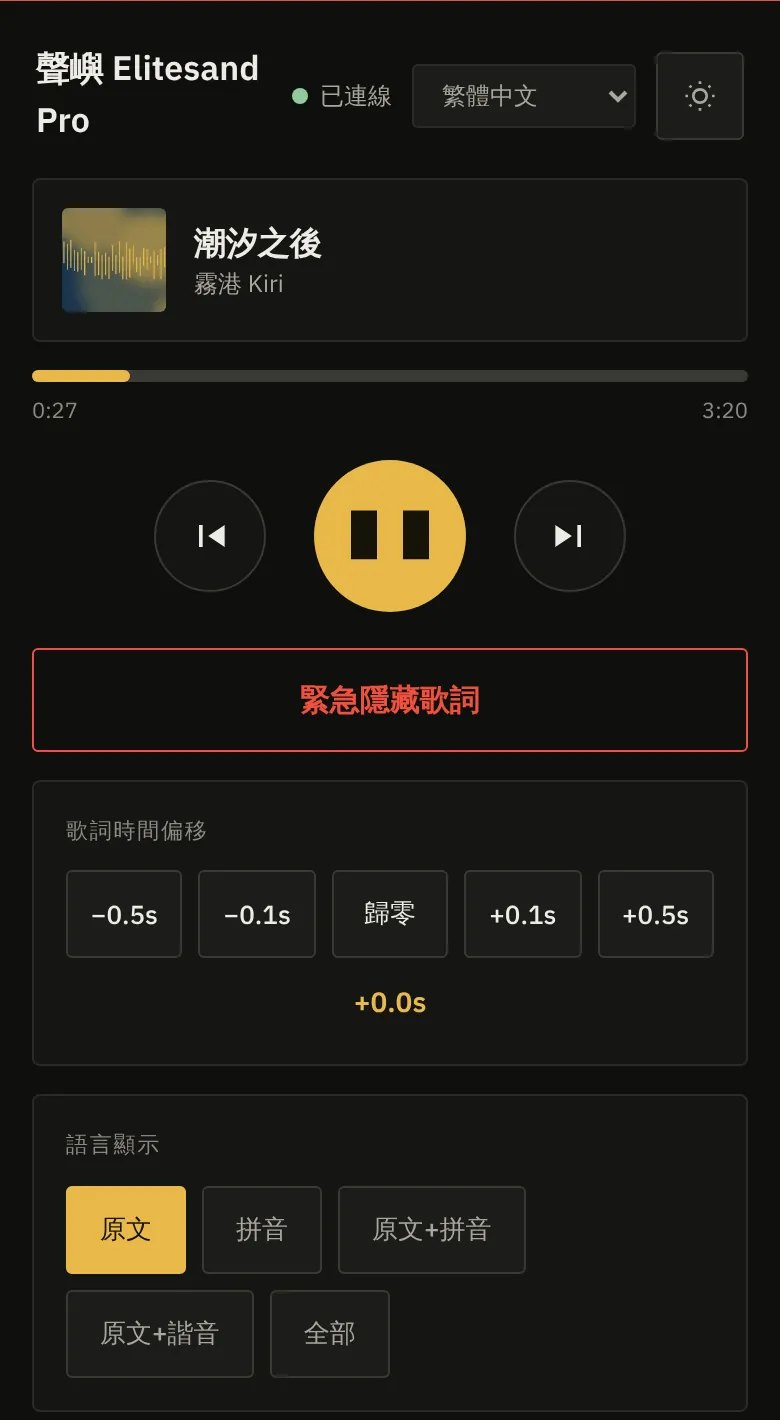 聲嶼 Elitesand
Pro
已連線
繁體中文
潮汐之後
霧港 Kiri
0:27
3:20
緊急隱藏歌詞
歌詞時間偏移
−0.5s
−0.1s
歸零
+0.1s
+0.5s
+0.0s
語言顯示
原文
拼音
原文+拼音
原文+諧音
全部